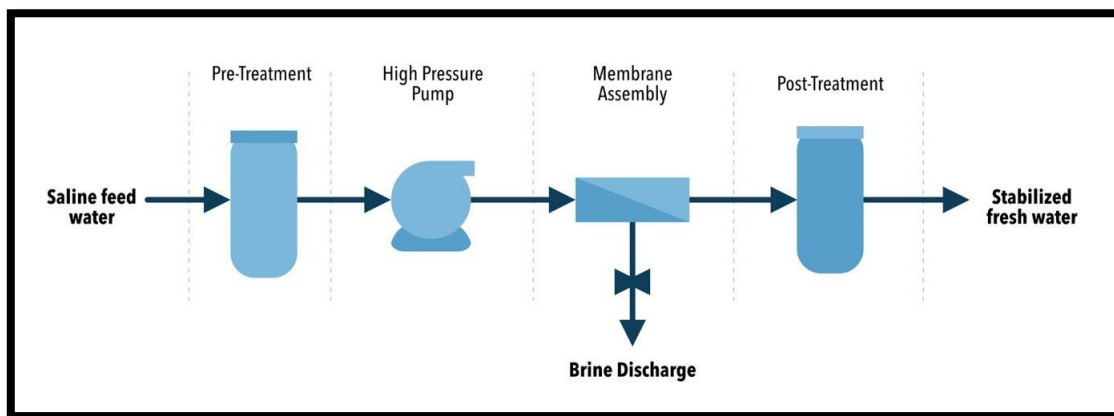 Pre-Treatment
High Pressure
Pump
Membrane
Assembly
Post-Treatment
Saline feed
water
Stabilized
fresh water
Brine Discharge